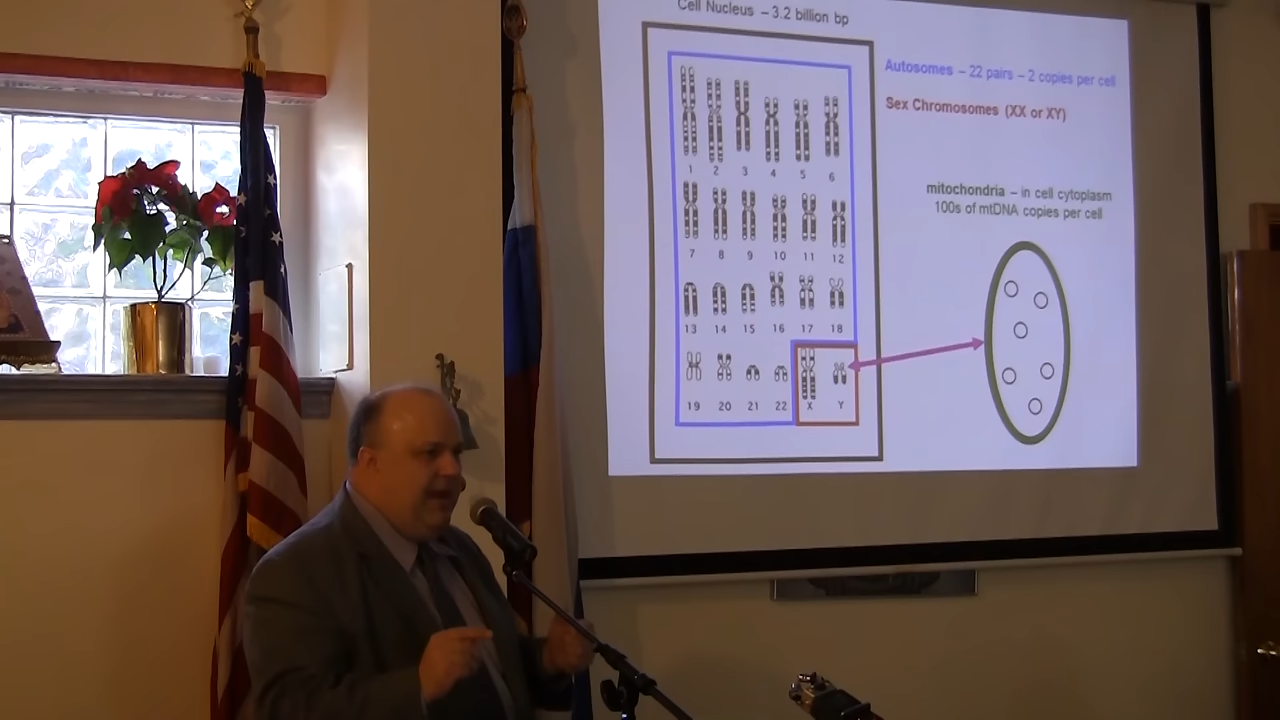 Cell Nucleus – 3.2 billion bp
Autosomes – 22 pairs – 2 copies per cell
Sex Chromosomes (XX or XY)
mitochondria – in cell cytoplasm
100s of mtDNA copies per cell
1 2 3 4 5 6
7 8 9 10 11 12
13 14 15 16 17 18
19 20 21 22 X Y